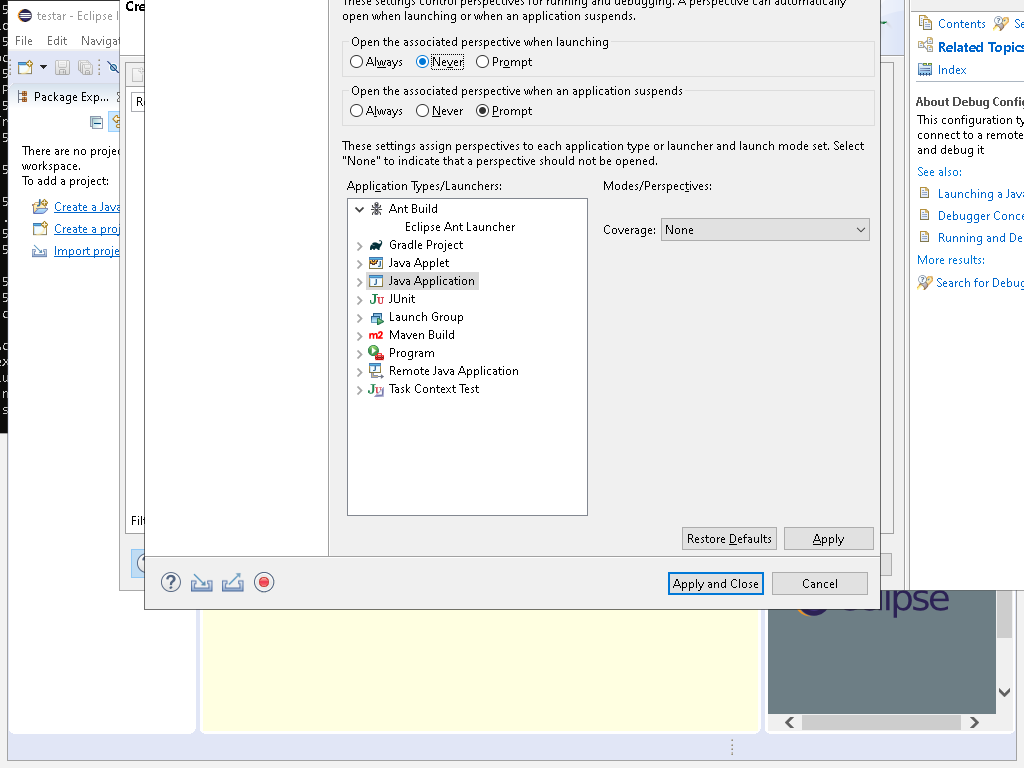 testar - Eclipse
File Edit Navigat
Cre
Package Exp...
There are no proje
workspace.
To add a project:
Create a Java
Create a proj
Import proje
Filt
These settings control perspectives for running and debugging. A perspective can automatically
open when launching or when an application suspends.
Open the associated perspective when launching
Always Never Prompt
Open the associated perspective when an application suspends
Always Never Prompt
These settings assign perspectives to each application type or launcher and launch mode set. Select
"None" to indicate that a perspective should not be opened.
Application Types/Launchers:
Modes/Perspectives:
Ant Build
Eclipse Ant Launcher
Gradle Project
Java Applet
Java Application
JUnit
Launch Group
Maven Build
Program
Remote Java Application
Task Context Test
Coverage: None
Restore Defaults Apply
Apply and Close Cancel
Contents Se
Related Topics
Index
About Debug Config
This configuration ty
connect to a remote
and debug it
See also:
Launching a Java
Debugger Conce
Running and De
More results:
Search for Debug
eclipse